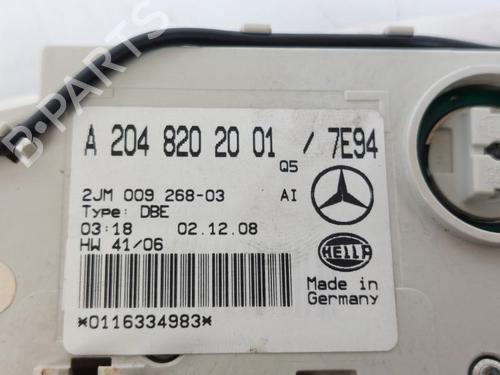 B-PARTS
A 204 820 20 01 / 7E94
Q5
2JM 009 268-03 AI
Type: DBE
03:18 02.12.08
HW 41/06
HELLA
Made in
Germany
*0116334983*